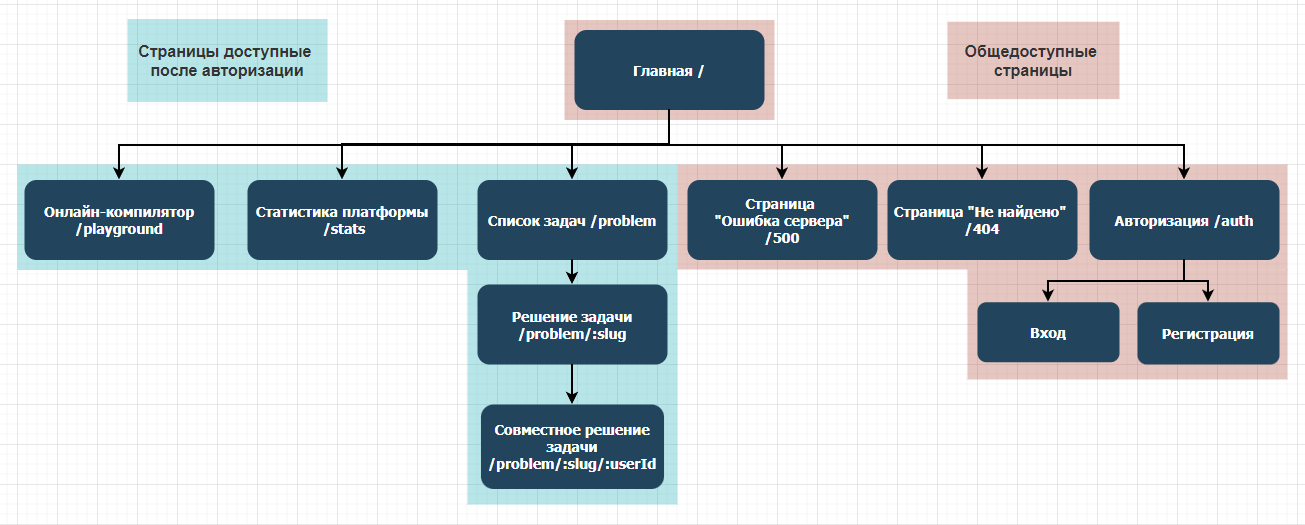 Страницы доступные
после авторизации
Главная /
Общедоступные
страницы
Онлайн-компилятор
/playground
Статистика платформы
/stats
Список задач /problem
Страница
"Ошибка сервера"
/500
Страница "Не найдено"
/404
Авторизация /auth
Решение задачи
/problem/:slug
Вход
Регистрация
Совместное решение
задачи
/problem/:slug/:userId